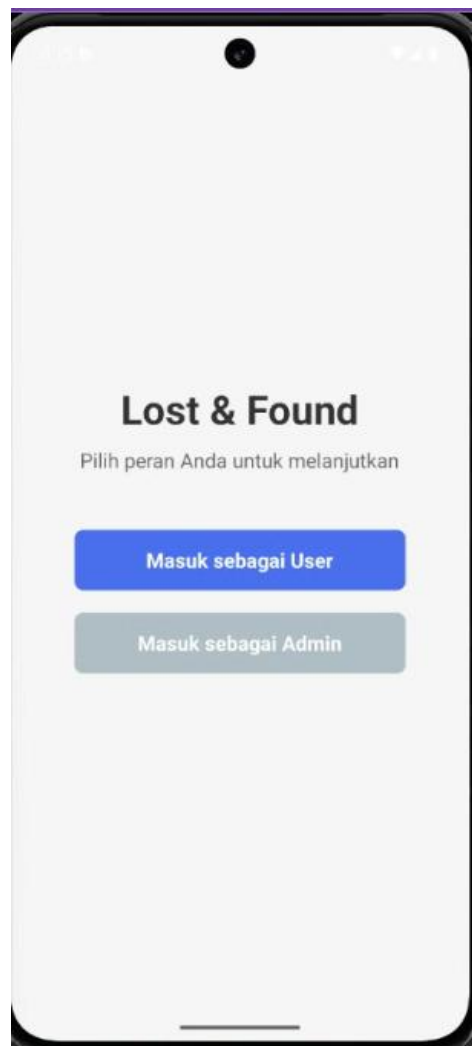 Lost & Found
Pilih peran Anda untuk melanjutkan
Masuk sebagai User
Masuk sebagai Admin